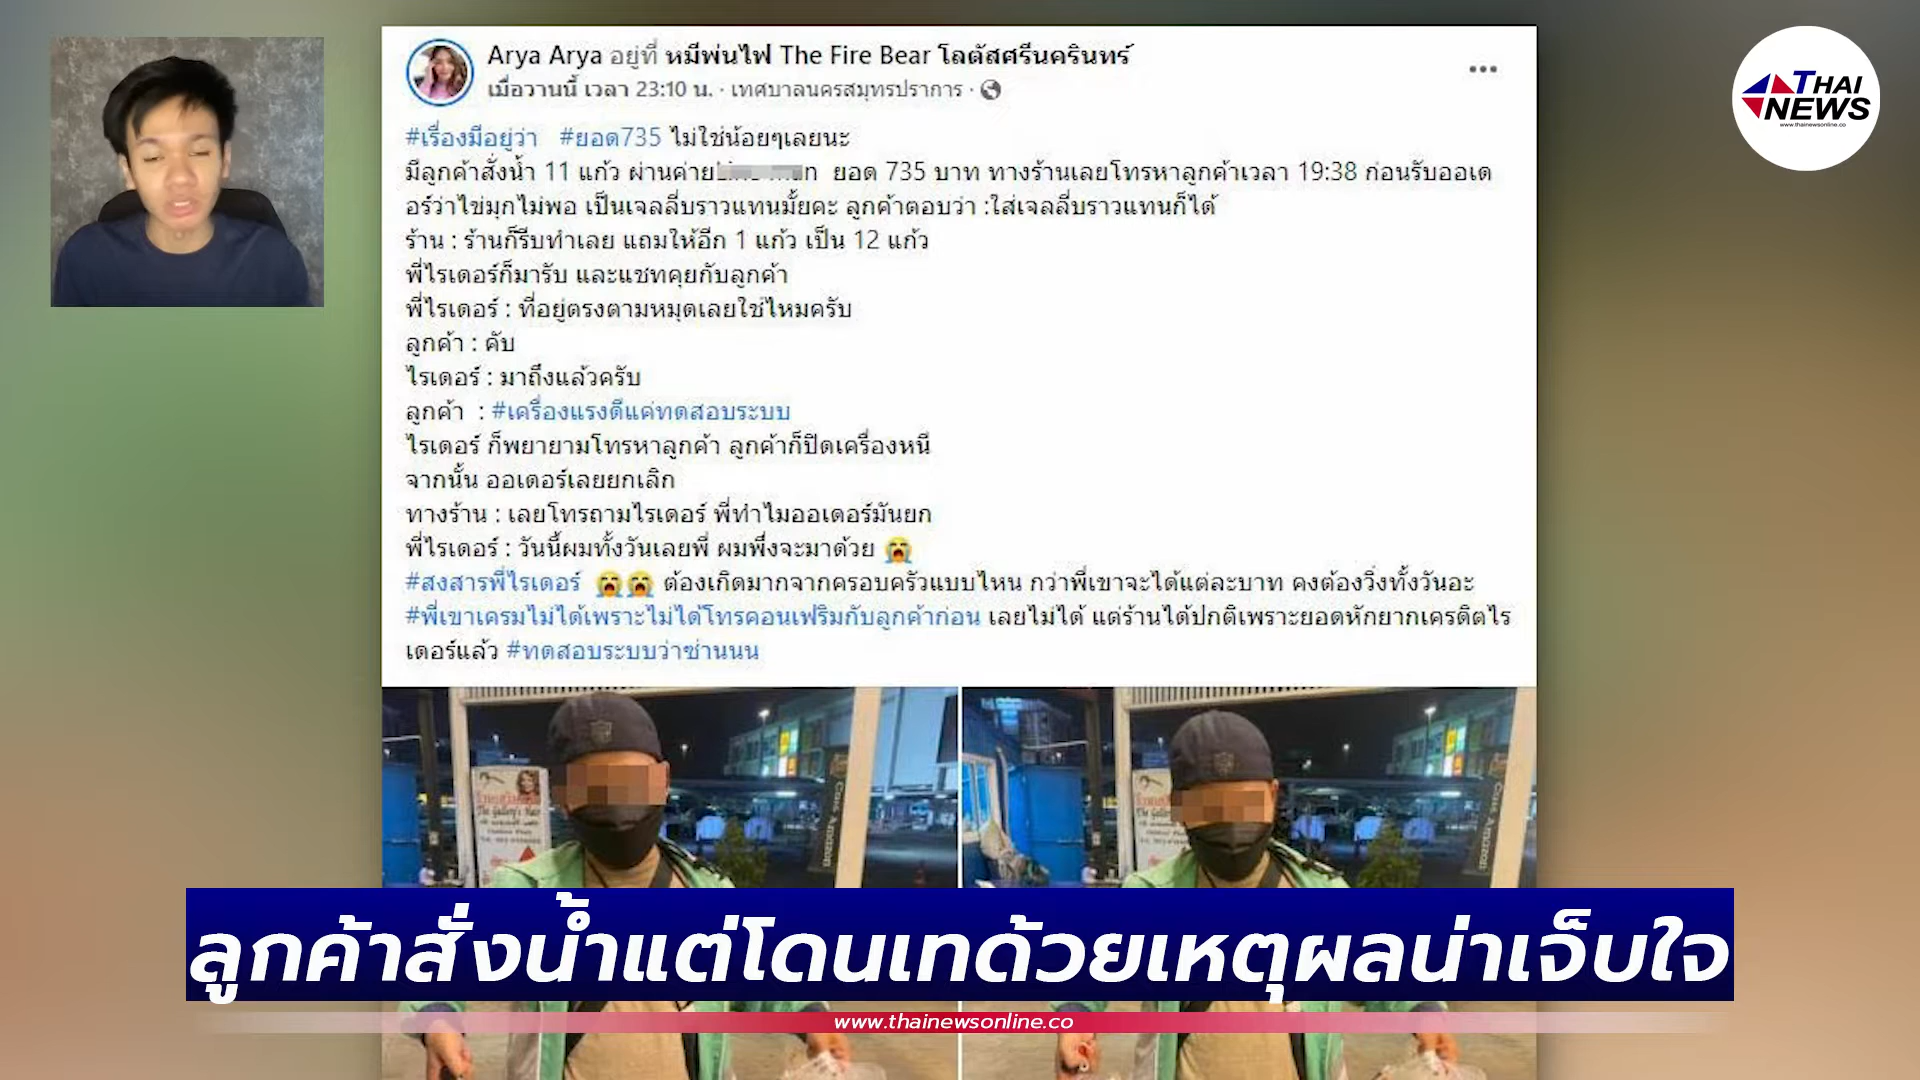 Arya Arya อยู่ที่ หมีพ่นไฟ The Fire Bear โลตัสศรีนครินทร์
เมื่อวานนี้ เวลา 23:10 น. · เทศบาลนครสมุทรปราการ ·
THAI
NEWS
www.thainewsonline.co
#เรื่องมีอยู่ว่า #ยอด735 ไม่ใช่น้อยๆเลยนะ
มีลูกค้าสั่งน้ำ 11 แก้ว ผ่านค่าย ยอด 735 บาท ทางร้านเลยโทรหาลูกค้าเวลา 19:38 ก่อนรับออเด
อร์ว่าไข่มุกไม่พอ เป็นเจลลี่บราวแทนมั้ยคะ ลูกค้าตอบว่า :ใส่เจลลี่บราวแทนก็ได้
ร้าน : ร้านก็รีบทำเลย แถมให้อีก 1 แก้ว เป็น 12 แก้ว
พี่ไรเดอร์ก็มารับ และแชทคุยกับลูกค้า
พี่ไรเดอร์ : ที่อยู่ตรงตามหมุดเลยใช่ไหมครับ
ลูกค้า : คับ
ไรเดอร์ : มาถึงแล้วครับ
ลูกค้า : #เครื่องแรงดีแค่ทดสอบระบบ
ไรเดอร์ ก็พยายามโทรหาลูกค้า ลูกค้าก็ปิดเครื่องหนี
จากนั้น ออเดอร์เลยยกเลิก
ทางร้าน : เลยโทรถามไรเดอร์ พี่ทำไมออเดอร์มันยก
พี่ไรเดอร์ : วันนี้ผมทั้งวันเลยพี่ ผมพึ่งจะมาด้วย 😭
#สงสารพี่ไรเดอร์ 😭😭 ต้องเกิดมากจากครอบครัวแบบไหน กว่าพี่เขาจะได้แต่ละบาท คงต้องวิ่งทั้งวันอะ
#พี่เขาเครมไม่ได้เพราะไม่ได้โทรคอนเฟริมกับลูกค้าก่อน เลยไม่ได้ แต่ร้านได้ปกติเพราะยอดหักยากเครดิตไร
เดอร์แล้ว #ทดสอบระบบว่าซ่านนน
The Gallery's Hair
Café Amazon
ลูกค้าสั่งน้ำแต่โดนเทด้วยเหตุผลน่าเจ็บใจ
www.thainewsonline.co